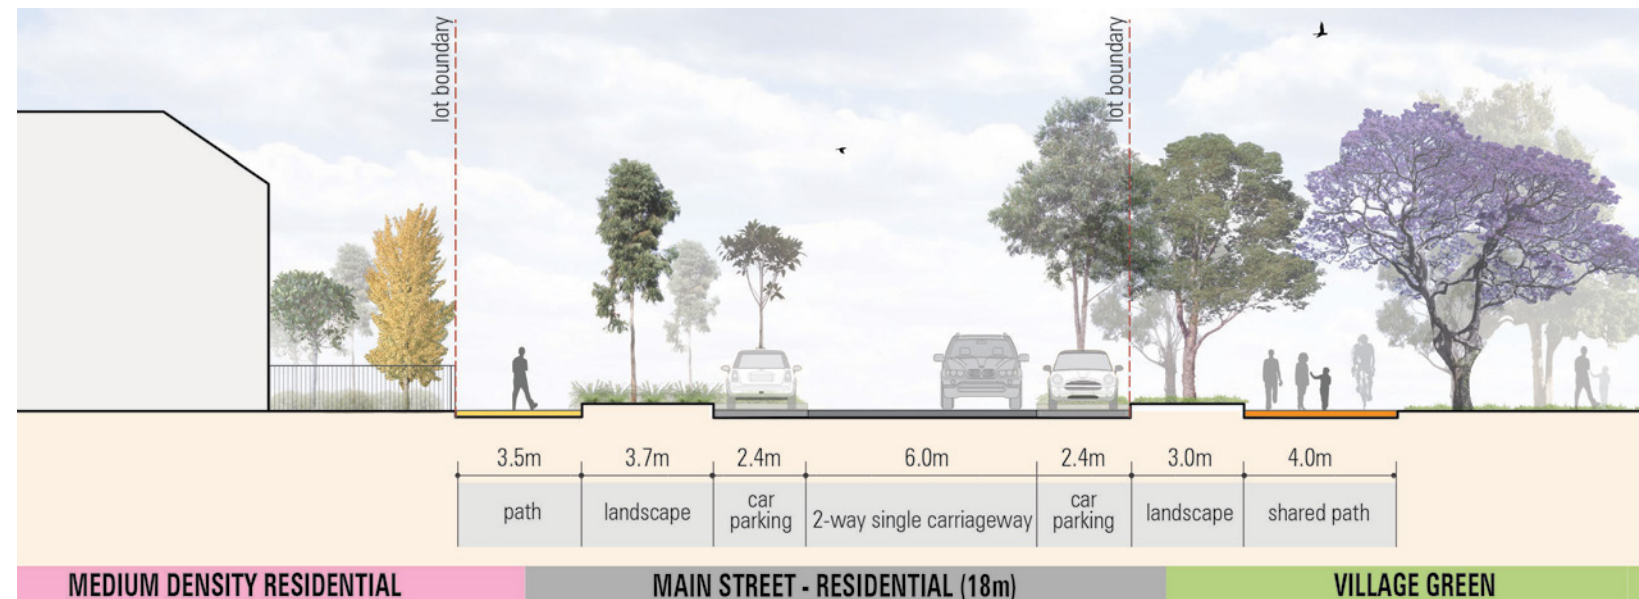 lot boundary
lot boundary
3.5m
3.7m
2.4m
6.0m
2.4m
3.0m
4.0m
path
landscape
car
parking
2-way single carriageway
car
parking
landscape
shared path
MEDIUM DENSITY RESIDENTIAL
MAIN STREET - RESIDENTIAL (18m)
VILLAGE GREEN